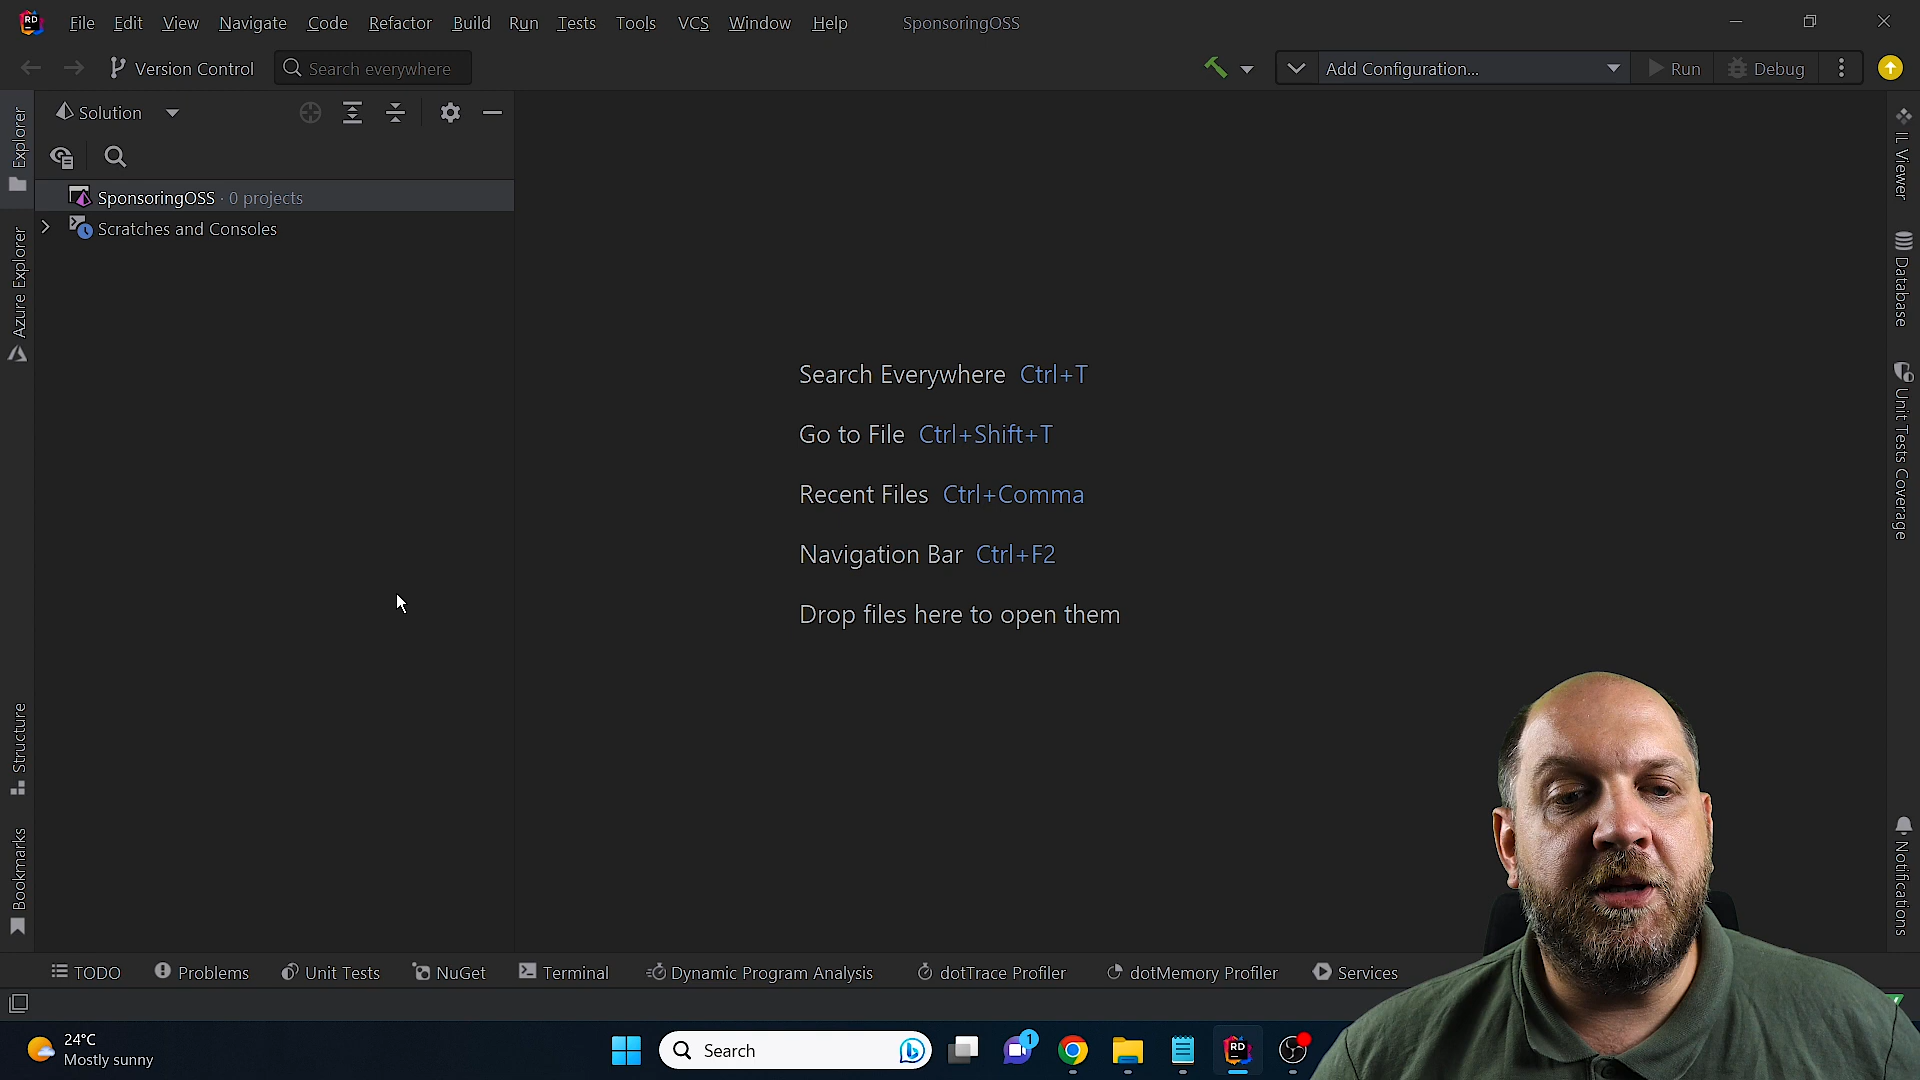 RD File Edit View Navigate Code Refactor Build Run Tests Tools VCS Window Help SponsoringOSS
Version Control Search everywhere Add Configuration... Run Debug
Solution
SponsoringOSS · 0 projects
Scratches and Consoles
Explorer
Azure Explorer
Structure
Bookmarks
Search Everywhere Ctrl+T
Go to File Ctrl+Shift+T
Recent Files Ctrl+Comma
Navigation Bar Ctrl+F2
Drop files here to open them
IL Viewer
Database
Unit Tests Coverage
Notifications
TODO Problems Unit Tests NuGet Terminal Dynamic Program Analysis dotTrace Profiler dotMemory Profiler Services
24°C
Mostly sunny
Search
1
RD